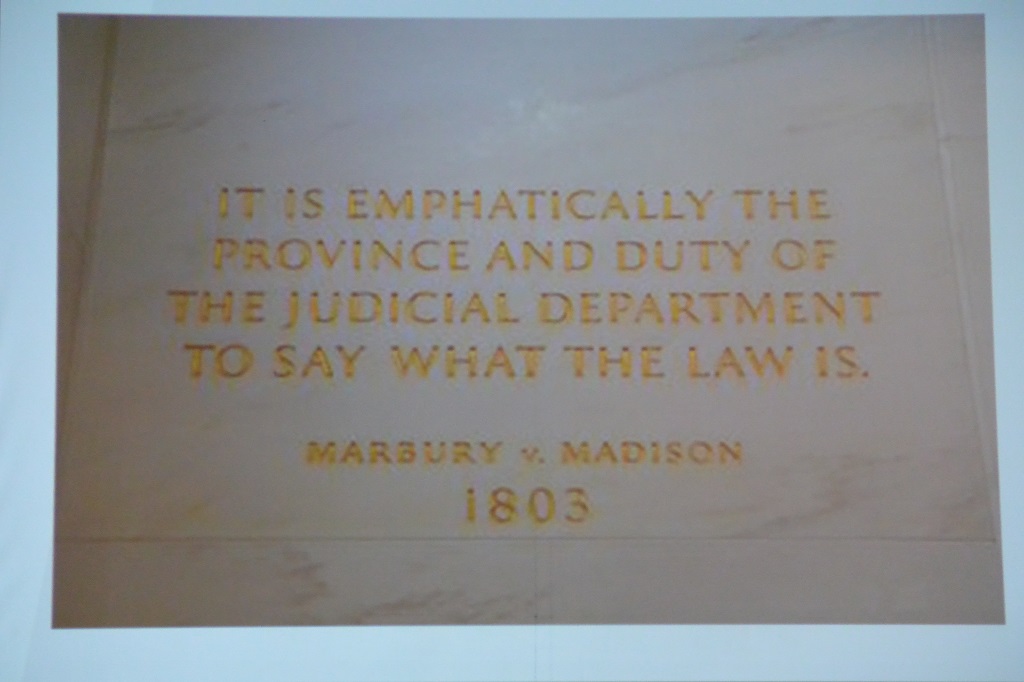 IT IS EMPHATICALLY THE
PROVINCE AND DUTY OF
THE JUDICIAL DEPARTMENT
TO SAY WHAT THE LAW IS.
MARBURY v. MADISON
1803